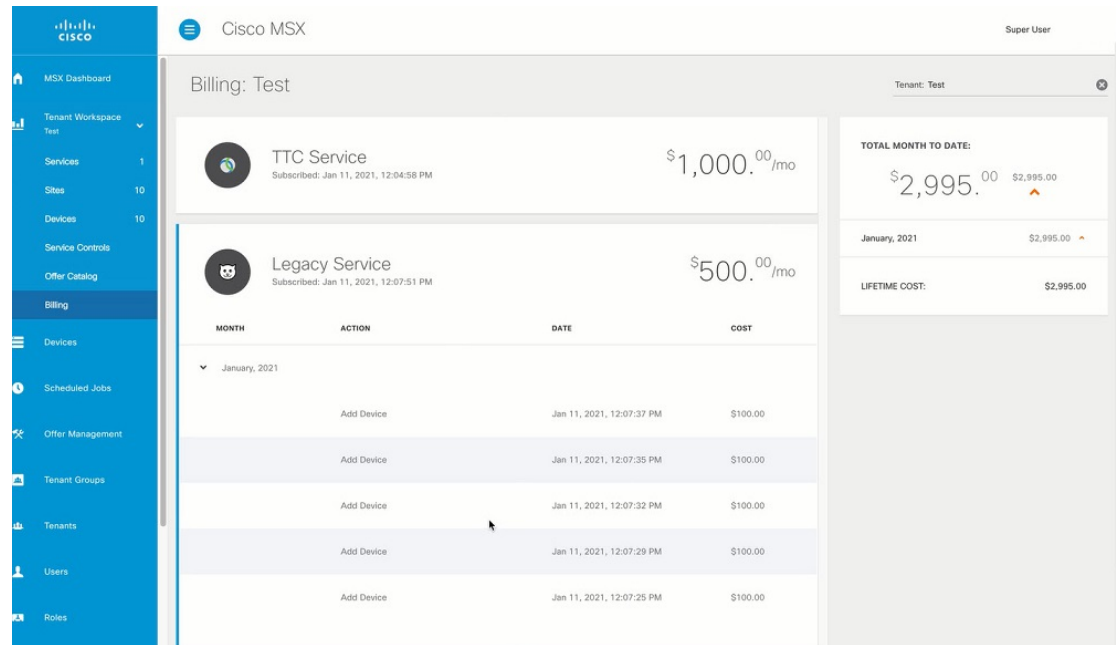 CISCO
Cisco MSX
Super User
MSX Dashboard
Tenant Workspace
Test
Services 1
Sites 10
Devices 10
Service Controls
Offer Catalog
Billing
Devices
Scheduled Jobs
Offer Management
Tenant Groups
Tenants
Users
Roles
Billing: Test
Tenant: Test
TTC Service
Subscribed: Jan 11, 2021, 12:04:58 PM
$1,000.00/mo
Legacy Service
Subscribed: Jan 11, 2021, 12:07:51 PM
$500.00/mo
MONTH ACTION DATE COST
January, 2021
Add Device Jan 11, 2021, 12:07:37 PM $100.00
Add Device Jan 11, 2021, 12:07:35 PM $100.00
Add Device Jan 11, 2021, 12:07:32 PM $100.00
Add Device Jan 11, 2021, 12:07:29 PM $100.00
Add Device Jan 11, 2021, 12:07:25 PM $100.00
TOTAL MONTH TO DATE:
$2,995.00 $2,995.00
January, 2021 $2,995.00
LIFETIME COST: $2,995.00